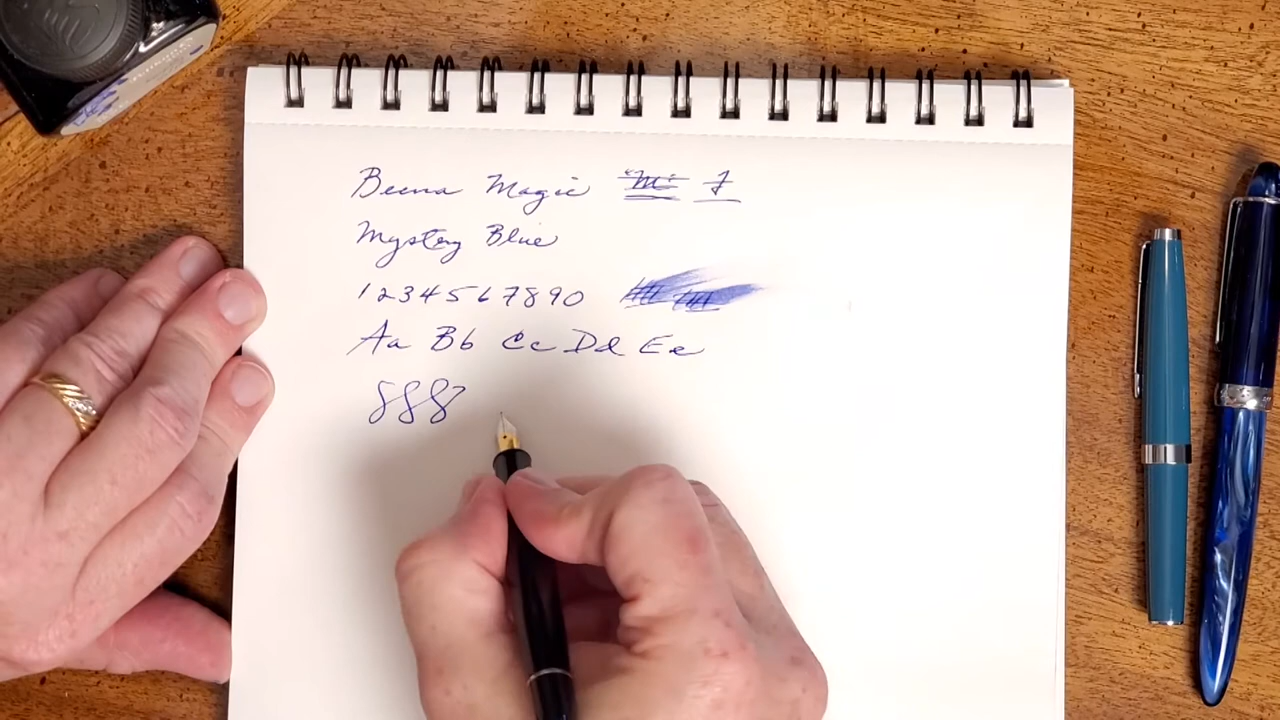 Beena Magic "M" F
Mystery Blue
1234567890
Aa Bb Cc Dd Ee
888